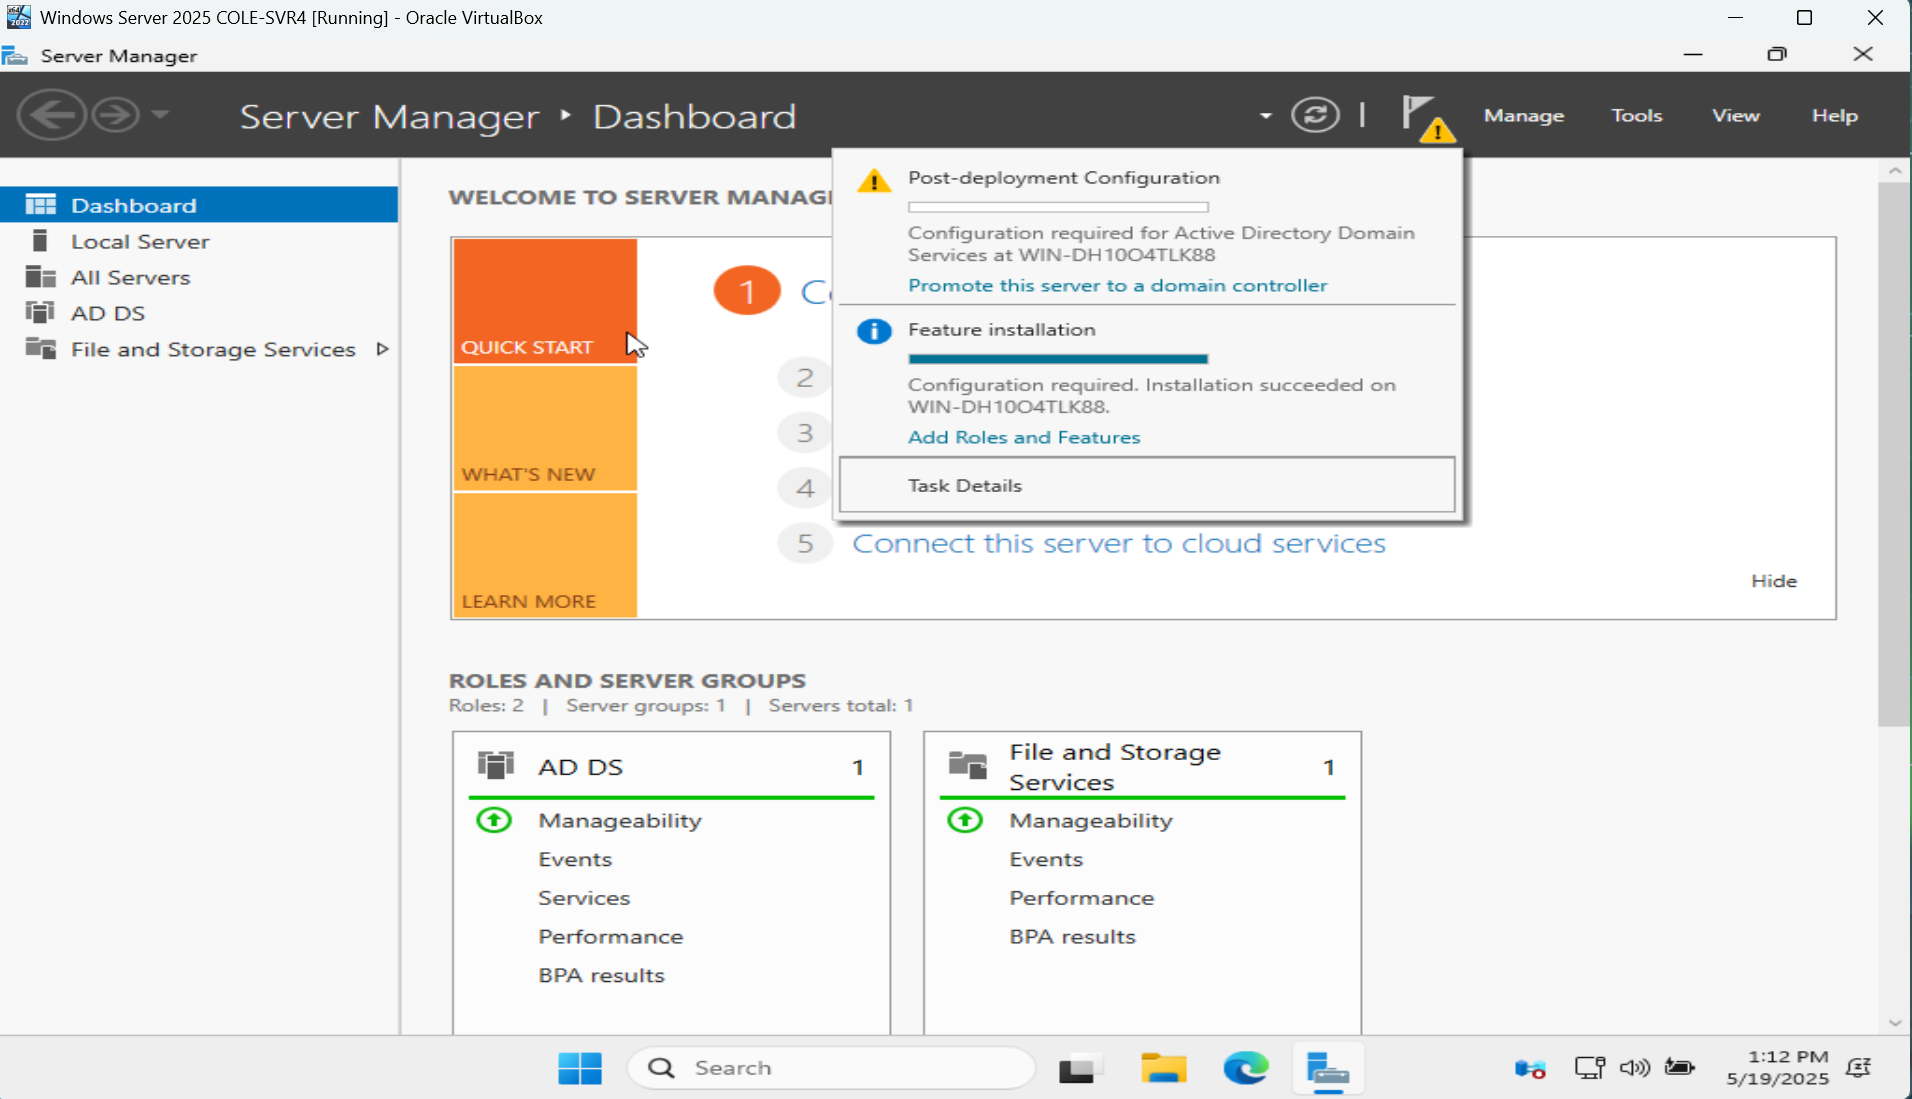 Windows Server 2025 COLE-SVR4 [Running] - Oracle VirtualBox
Server Manager
Server Manager ‣ Dashboard
Manage
Tools
View
Help
Dashboard
Local Server
All Servers
AD DS
File and Storage Services
WELCOME TO SERVER MANAG
QUICK START
WHAT'S NEW
LEARN MORE
1
2
3
4
5 Connect this server to cloud services
Hide
Post-deployment Configuration
Configuration required for Active Directory Domain
Services at WIN-DH10O4TLK88
Promote this server to a domain controller
Feature installation
Configuration required. Installation succeeded on
WIN-DH10O4TLK88.
Add Roles and Features
Task Details
ROLES AND SERVER GROUPS
Roles: 2 | Server groups: 1 | Servers total: 1
AD DS 1
Manageability
Events
Services
Performance
BPA results
File and Storage
Services
1
Manageability
Events
Performance
BPA results
Search
1:12 PM
5/19/2025